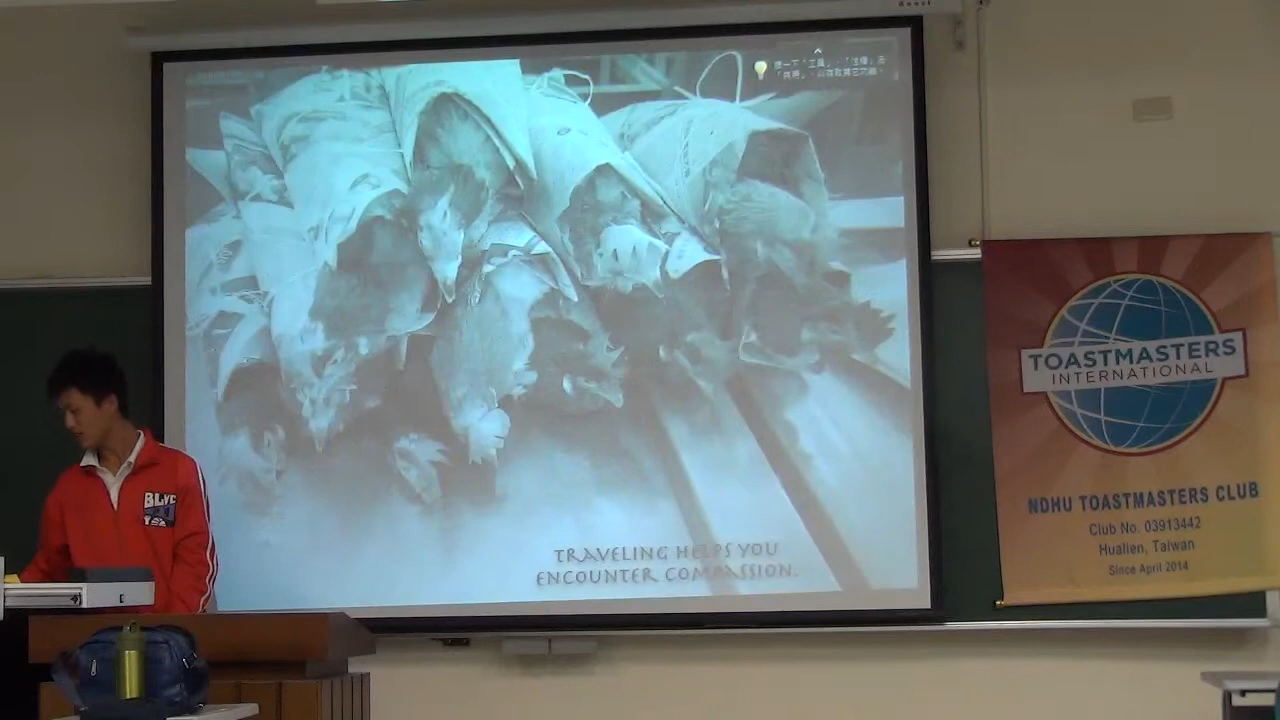 TRAVELING HELPS YOU
ENCOUNTER COMPASSION.
TOASTMASTERS
INTERNATIONAL
NDHU TOASTMASTERS CLUB
Club No. 03913442
Hualien, Taiwan
Since April 2014